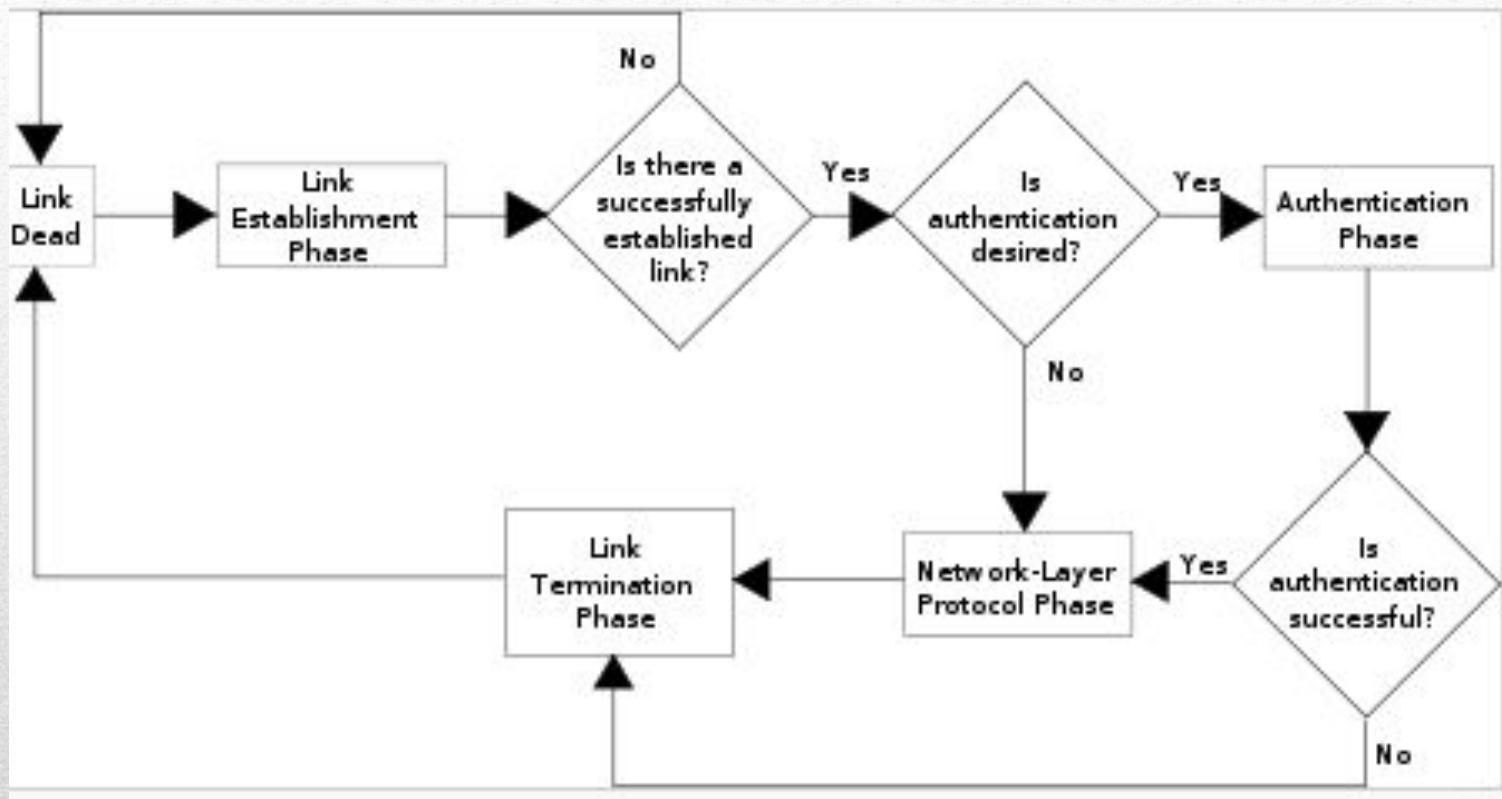 No
Link
Dead
Link
Establishment
Phase
Is there a
successfully
established
link?
Yes
Is
authentication
desired?
Yes
Authentication
Phase
No
Link
Termination
Phase
Network-Layer
Protocol Phase
Yes
Is
authentication
successful?
No